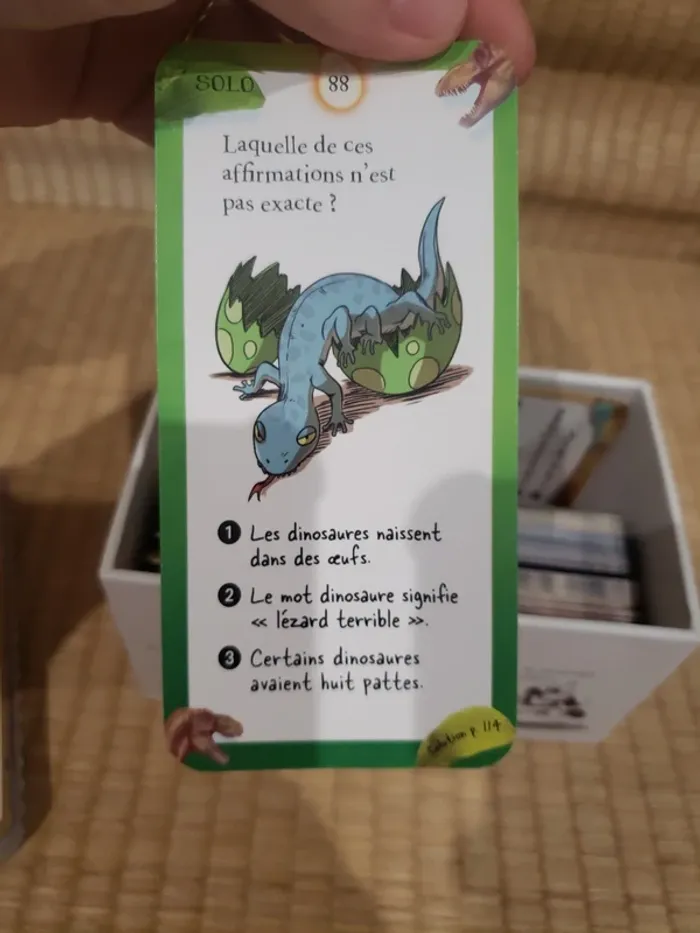 SOLO
88
Laquelle de ces
affirmations n'est
pas exacte ?
1 Les dinosaures naissent
dans des œufs.
2 Le mot dinosaure signifie
« lézard terrible ».
3 Certains dinosaures
avaient huit pattes.
Solution p. 114